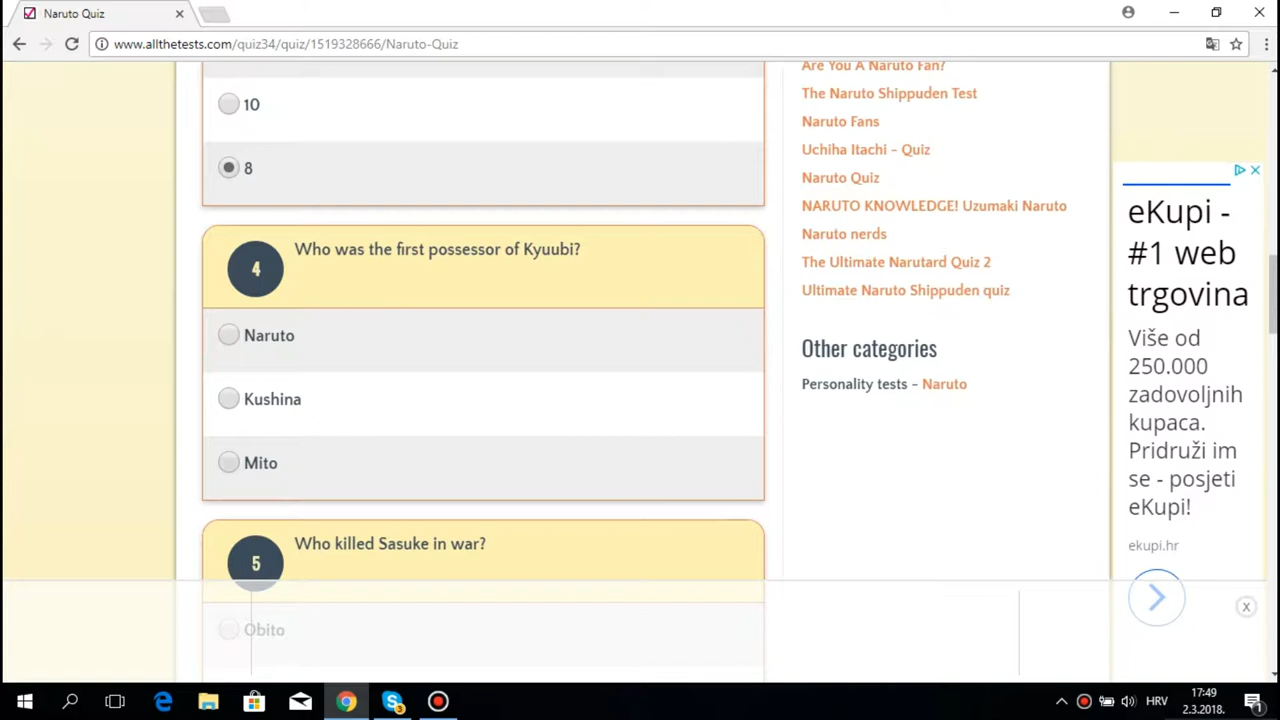 Naruto Quiz
www.allthetests.com/quiz34/quiz/1519328666/Naruto-Quiz
10
8
4
Who was the first possessor of Kyuubi?
Naruto
Kushina
Mito
5
Who killed Sasuke in war?
Obito
Are You A Naruto Fan?
The Naruto Shippuden Test
Naruto Fans
Uchiha Itachi - Quiz
Naruto Quiz
NARUTO KNOWLEDGE! Uzumaki Naruto
Naruto nerds
The Ultimate Narutard Quiz 2
Ultimate Naruto Shippuden quiz
Other categories
Personality tests - Naruto
eKupi -
#1 web
trgovina
Više od
250.000
zadovoljnih
kupaca.
Pridruži im
se - posjeti
eKupi!
ekupi.hr
X
HRV
17:49
2.3.2018.
3
1